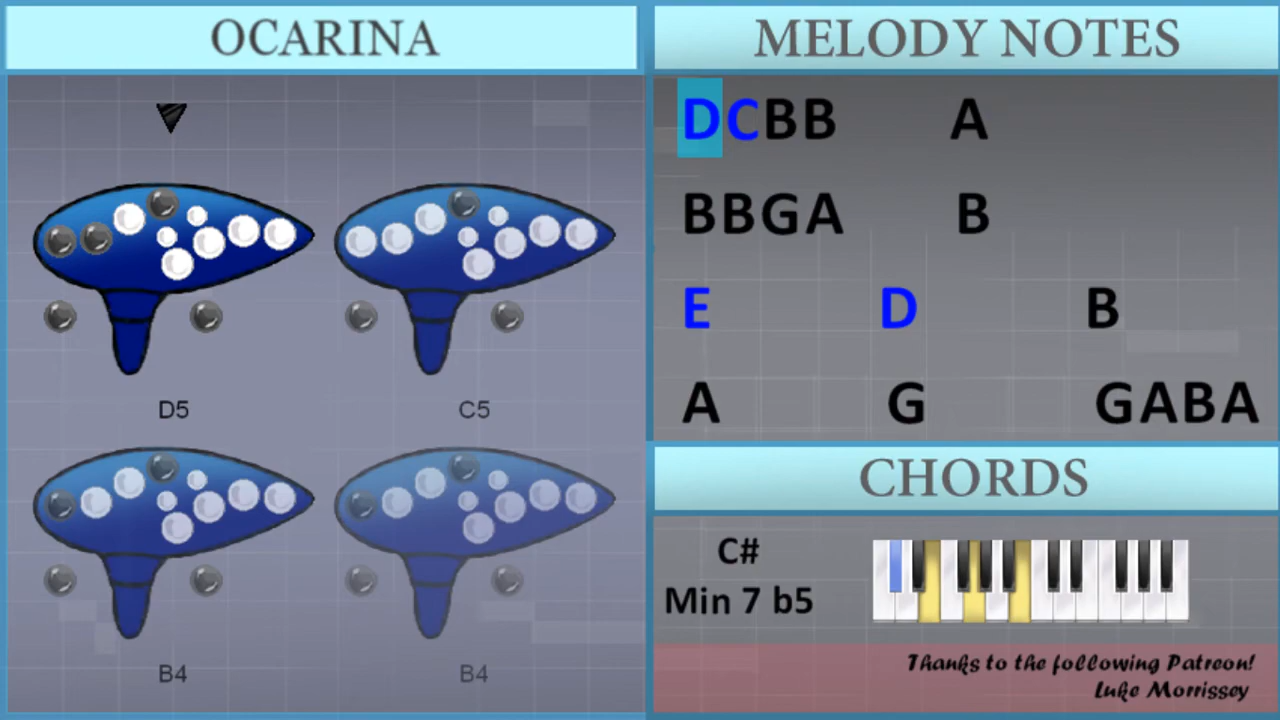 OCARINA
D5
C5
B4
B4
MELODY NOTES
DCBB A
BBGA B
E D B
A G GABA
CHORDS
C#
Min 7 b5
Thanks to the following Patreon!
Luke Morrissey